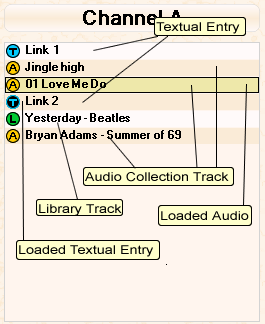 Channel A
Textual Entry
T Link 1
A Jingle high
A 01 Love Me Do
T Link 2
L Yesterday - Beatles
A Bryan Adams - Summer of 69
Audio Collection Track
Library Track
Loaded Audio
Loaded Textual Entry